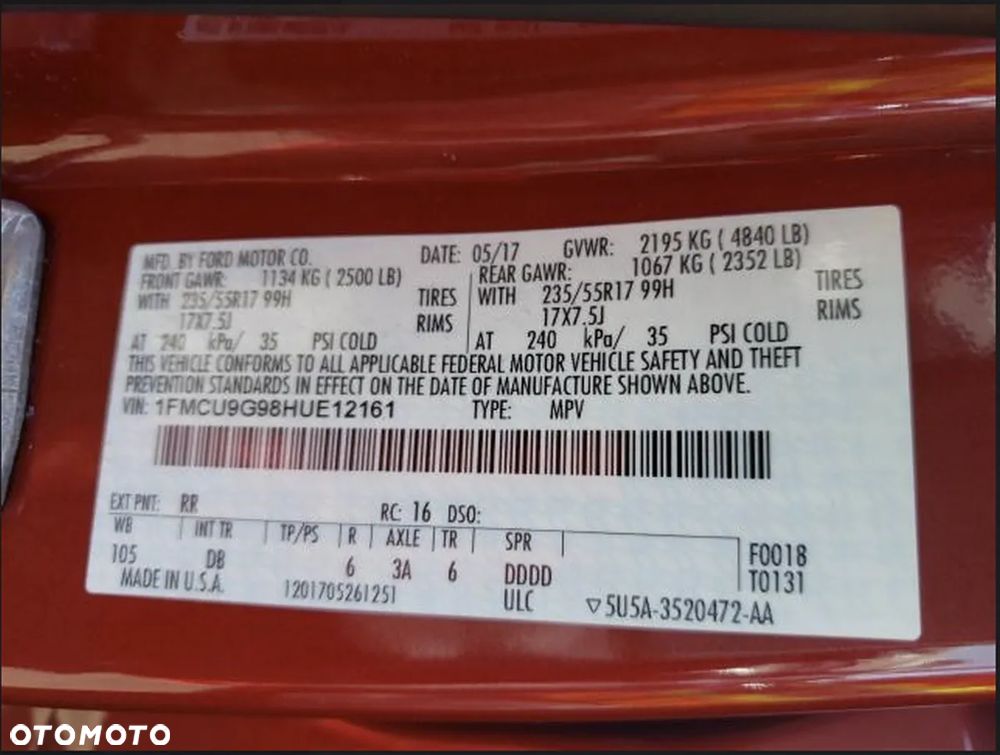 MFD. BY FORD MOTOR CO. DATE: 05/17 GVWR: 2195 KG ( 4840 LB)
FRONT GAWR: 1134 KG ( 2500 LB) REAR GAWR: 1067 KG ( 2352 LB)
WITH 235/55R17 99H TIRES WITH 235/55R17 99H TIRES
17X7.5J RIMS 17X7.5J RIMS
AT 240 kPa/ 35 PSI COLD AT 240 kPa/ 35 PSI COLD
THIS VEHICLE CONFORMS TO ALL APPLICABLE FEDERAL MOTOR VEHICLE SAFETY AND THEFT
PREVENTION STANDARDS IN EFFECT ON THE DATE OF MANUFACTURE SHOWN ABOVE.
VIN: 1FMCU9G98HUE12161 TYPE: MPV
EXT PNT: RR RC: 16 DSO:
WB INT TR TP/PS R AXLE TR SPR
105 DB 6 3A 6 DDDD F0018
MADE IN U.S.A. 1201705261251 ULC T0131
▽5U5A-3520472-AA
OTOMOTO